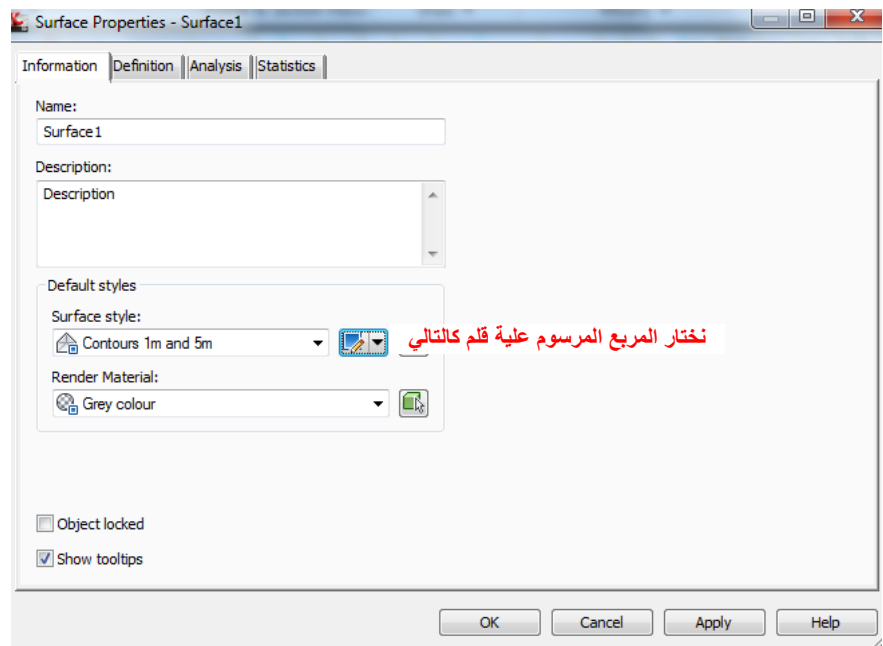 Surface Properties - Surface1
Information Definition Analysis Statistics
Name:
Surface1
Description:
Description
Default styles
Surface style:
Contours 1m and 5m
نختار المربع المرسوم علية قلم كالتالي
Render Material:
Grey colour
Object locked
Show tooltips
OK Cancel Apply Help